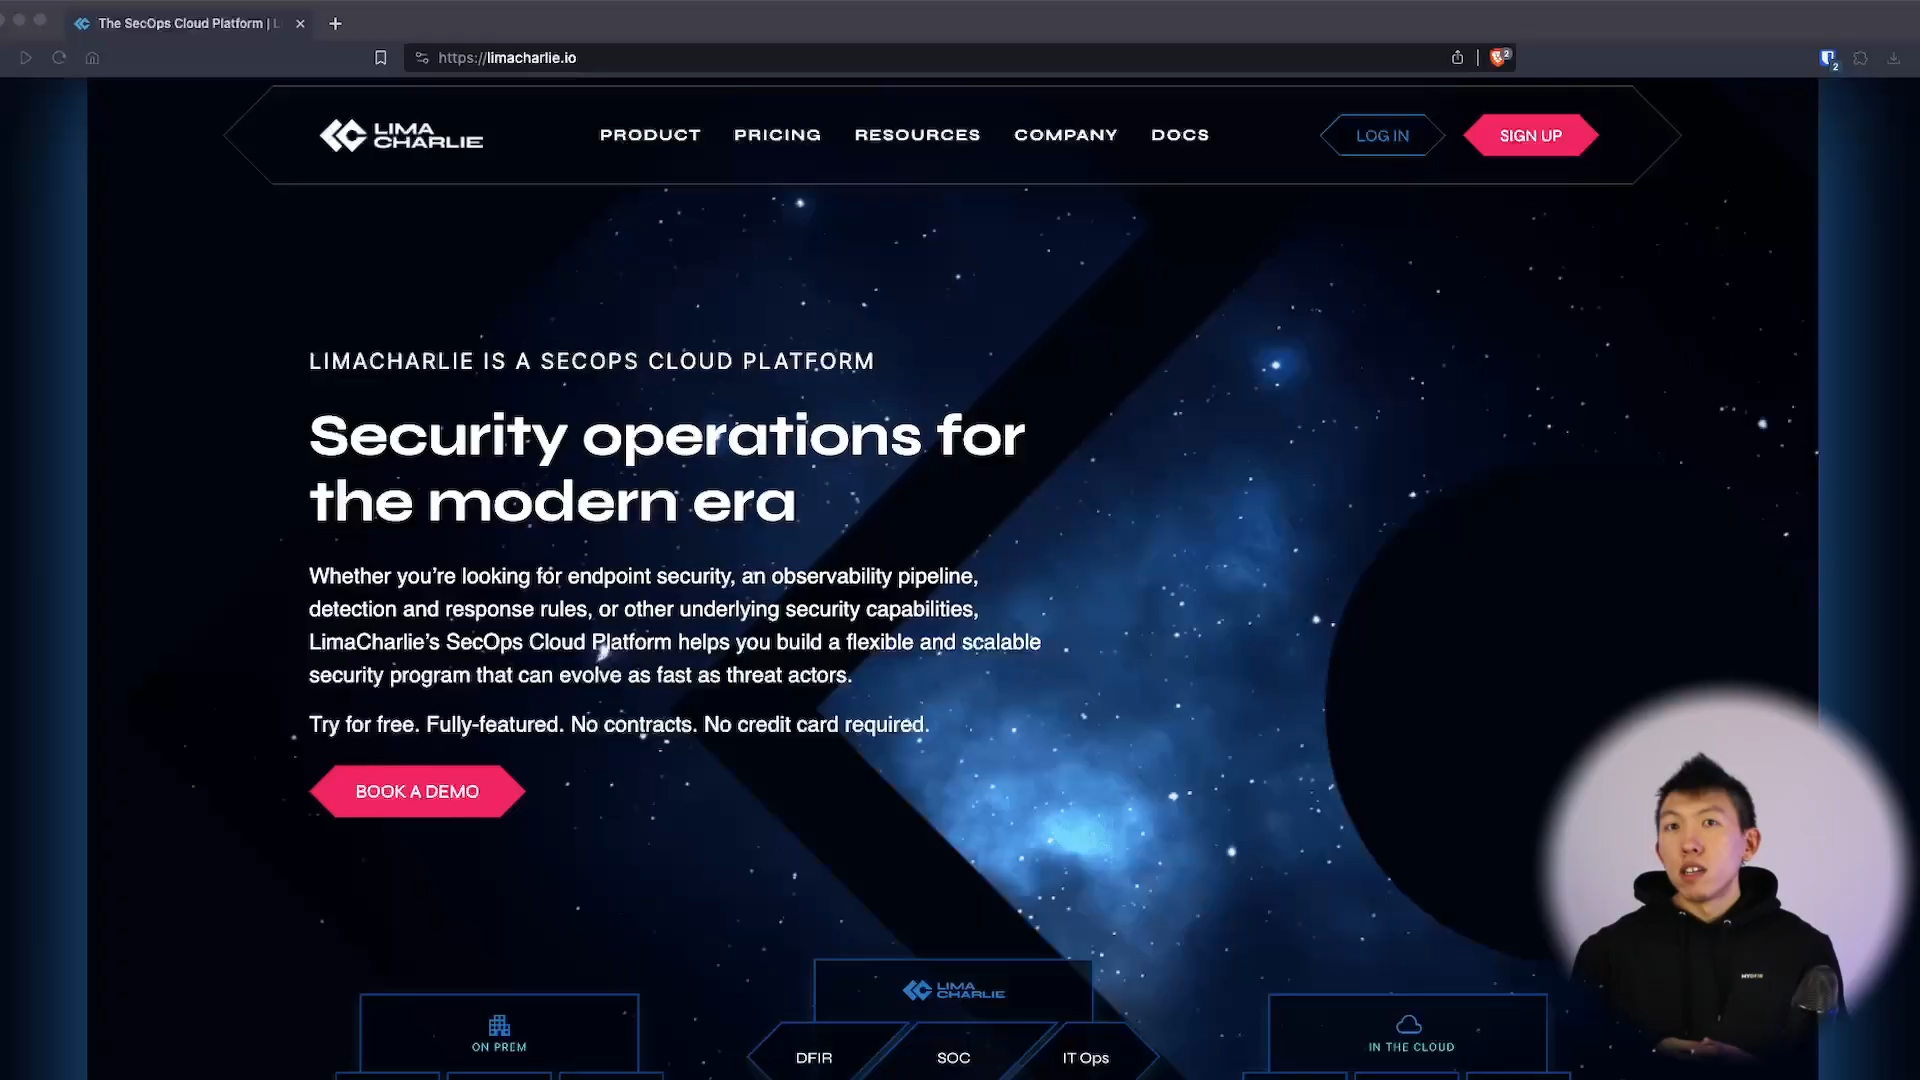 The SecOps Cloud Platform | L
https://limacharlie.io
2
2
LIMA
CHARLIE
PRODUCT
PRICING
RESOURCES
COMPANY
DOCS
LOG IN
SIGN UP
LIMACHARLIE IS A SECOPS CLOUD PLATFORM
Security operations for
the modern era
Whether you’re looking for endpoint security, an observability pipeline,
detection and response rules, or other underlying security capabilities,
LimaCharlie’s SecOps Cloud Platform helps you build a flexible and scalable
security program that can evolve as fast as threat actors.
Try for free. Fully-featured. No contracts. No credit card required.
BOOK A DEMO
LIMA
CHARLIE
ON PREM
IN THE CLOUD
DFIR
SOC
IT Ops